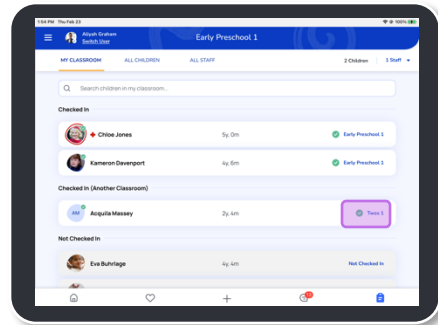 1:54 PM Thu Feb 23
100%
Aliyah Graham
Switch User
Early Preschool 1
MY CLASSROOM ALL CHILDREN ALL STAFF 2 Children 1 Staff
Search children in my classroom...
Checked In
Chloe Jones 5y, 0m Early Preschool 1
Kameron Davenport 4y, 6m Early Preschool 1
Checked In (Another Classroom)
AM Acquila Massey 2y, 4m Twos 1
Not Checked In
Eva Buhrlage 4y, 4m Not Checked In